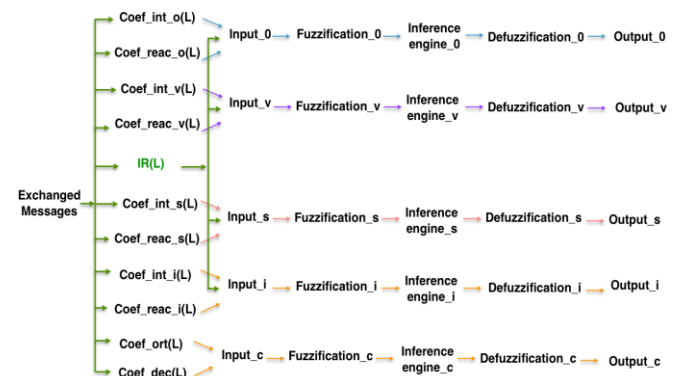 Coef_int_o(L)
Coef_reac_o(L)
Input_0
Fuzzification_0
Inference
engine_0
Defuzzification_0
Output_0
Coef_int_v(L)
Coef_reac_v(L)
Input_v
Fuzzification_v
Inference
engine_v
Defuzzification_v
Output_v
IR(L)
Exchanged
Messages
Coef_int_s(L)
Coef_reac_s(L)
Input_s
Fuzzification_s
Inference
engine_s
Defuzzification_s
Output_s
Coef_int_i(L)
Coef_reac_i(L)
Input_i
Fuzzification_i
Inference
engine_i
Defuzzification_i
Output_i
Coef_ort(L)
Coef_dec(L)
Input_c
Fuzzification_c
Inference
engine_c
Defuzzification_c
Output_c